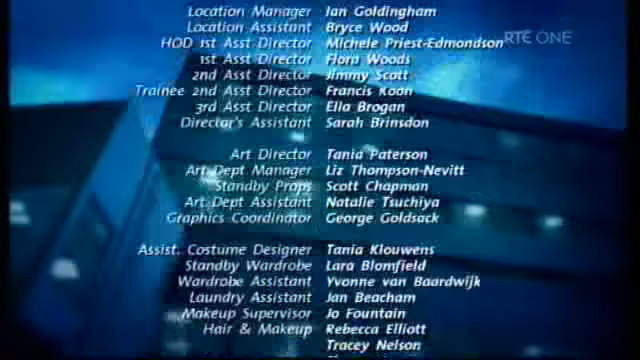 Location Manager Ian Goldingham
Location Assistant Bryce Wood
HOD 1st Asst Director Michele Priest-Edmondson
RTE ONE
1st Asst Director Flora Woods
2nd Asst Director Jimmy Scott
Trainee 2nd Asst Director Francis Koon
3rd Asst Director Ella Brogan
Director's Assistant Sarah Brinsdon
Art Director Tania Paterson
Art Dept Manager Liz Thompson-Nevitt
Standby Props Scott Chapman
Art Dept Assistant Natalie Tsuchiya
Graphics Coordinator George Goldsack
Assist. Costume Designer Tania Klouwens
Standby Wardrobe Lara Blomfield
Wardrobe Assistant Yvonne van Baardwijk
Laundry Assistant Jan Beacham
Makeup Supervisor Jo Fountain
Hair & Makeup Rebecca Elliott
Tracey Nelson